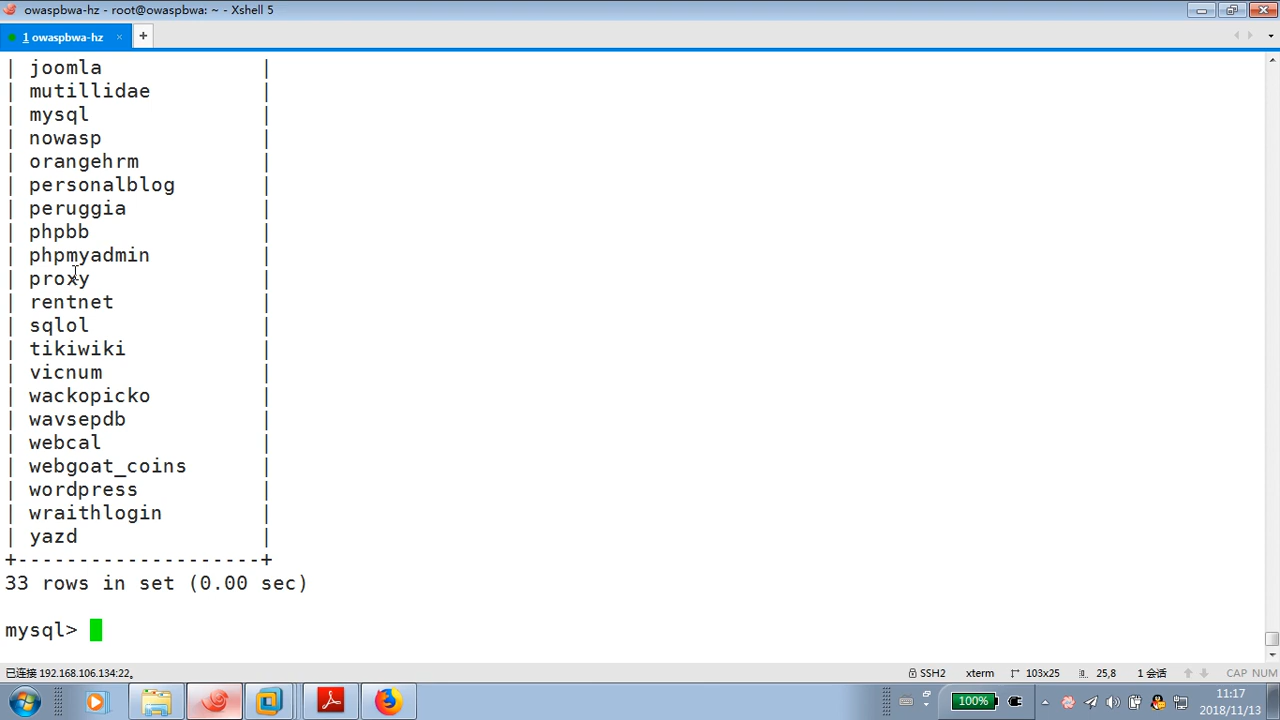 owaspbwa-hz - root@owaspbwa: ~ - Xshell 5
1 owaspbwa-hz × +
| joomla |
| mutillidae |
| mysql |
| nowasp |
| orangehrm |
| personalblog |
| peruggia |
| phpbb |
| phpmyadmin |
| proxy |
| rentnet |
| sqlol |
| tikiwiki |
| vicnum |
| wackopicko |
| wavsepdb |
| webcal |
| webgoat_coins |
| wordpress |
| wraithlogin |
| yazd |
+--------------------+
33 rows in set (0.00 sec)
mysql>
已连接 192.168.106.134:22。 SSH2 xterm 103x25 25,8 1 会话 CAP NUM
100% 11:17
2018/11/13